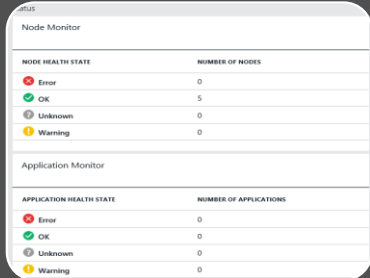 Status
Node Monitor
NODE HEALTH STATE NUMBER OF NODES
Error 0
OK 5
Unknown 0
Warning 0
Application Monitor
APPLICATION HEALTH STATE NUMBER OF APPLICATIONS
Error 0
OK 0
Unknown 0
Warning 0